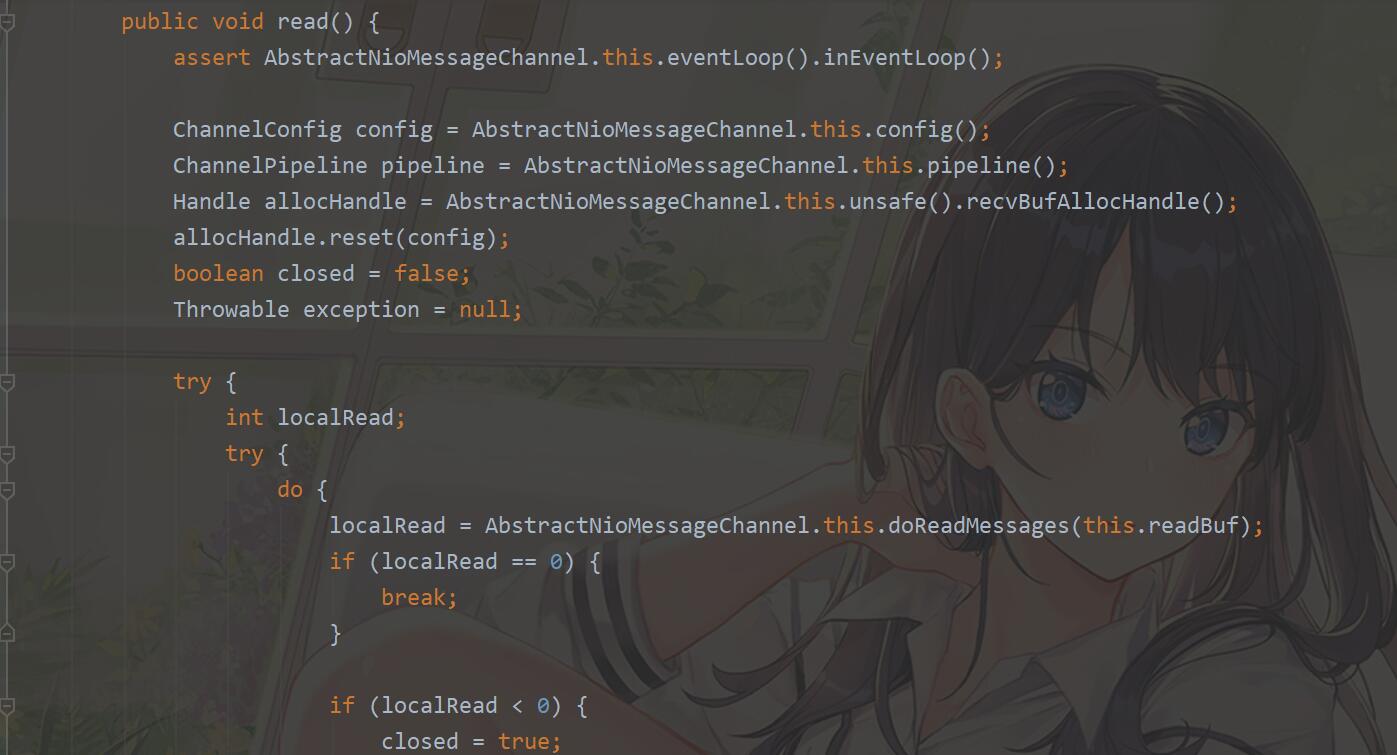 public void read() {
assert AbstractNioMessageChannel.this.eventLoop().inEventLoop();
ChannelConfig config = AbstractNioMessageChannel.this.config();
ChannelPipeline pipeline = AbstractNioMessageChannel.this.pipeline();
Handle allocHandle = AbstractNioMessageChannel.this.unsafe().recvBufAllocHandle();
allocHandle.reset(config);
boolean closed = false;
Throwable exception = null;
try {
int localRead;
try {
do {
localRead = AbstractNioMessageChannel.this.doReadMessages(this.readBuf);
if (localRead == 0) {
break;
}
if (localRead < 0) {
closed = true;